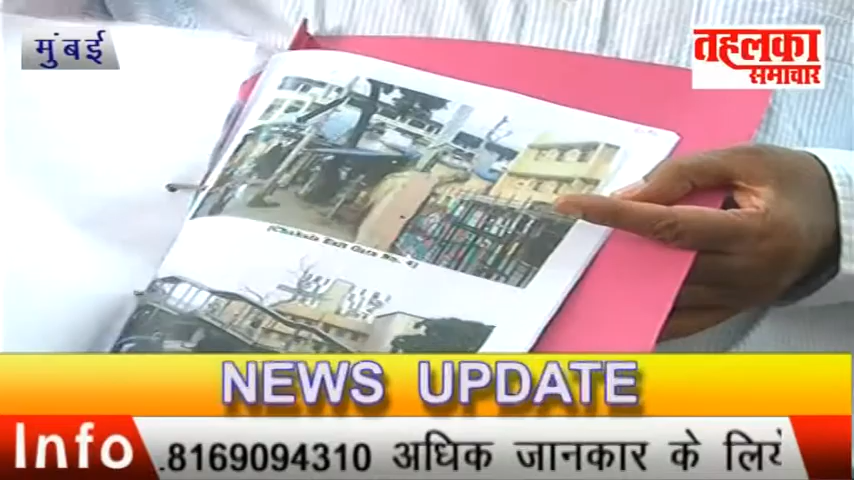 मुंबई
तहलका
समाचार
(Chakala Exit Gate No. 4)
NEWS UPDATE
Info
.8169094310 अधिक जानकार के लिये